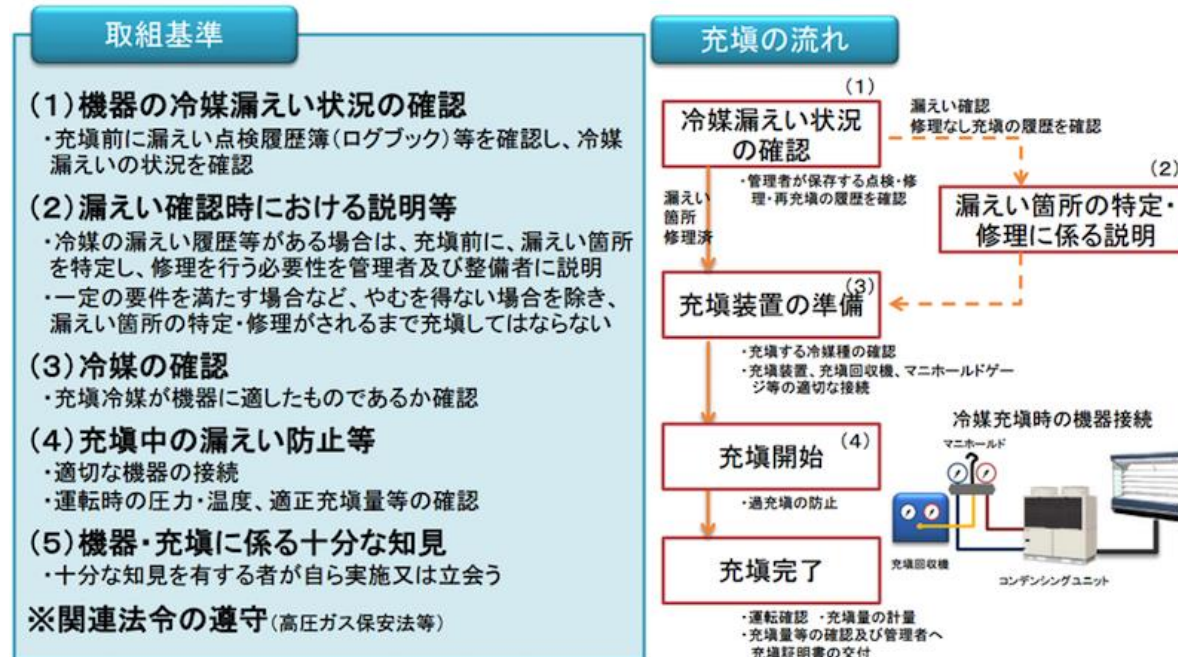 取組基準
(1)機器の冷媒漏えい状況の確認
・充塡前に漏えい点検履歴簿(ログブック)等を確認し、冷媒
漏えいの状況を確認
(2)漏えい確認時における説明等
・冷媒の漏えい履歴等がある場合は、充塡前に、漏えい箇所
を特定し、修理を行う必要性を管理者及び整備者に説明
・一定の要件を満たす場合など、やむを得ない場合を除き、
漏えい箇所の特定・修理がされるまで充塡してはならない
(3)冷媒の確認
・充塡冷媒が機器に適したものであるか確認
(4)充塡中の漏えい防止等
・適切な機器の接続
・運転時の圧力・温度、適正充塡量等の確認
(5)機器・充塡に係る十分な知見
・十分な知見を有する者が自ら実施又は立会う
※関連法令の遵守(高圧ガス保安法等)
充塡の流れ
(1)
冷媒漏えい状況
の確認
漏えい確認
修理なし充塡の履歴を確認
・管理者が保存する点検・修
理・再充塡の履歴を確認
漏えい
箇所
修理済
(2)
漏えい箇所の特定・
修理に係る説明
(3)
充塡装置の準備
・充塡する冷媒種の確認
・充塡装置、充塡回収機、マニホールドゲー
ジ等の適切な接続
(4)
充塡開始
・過充塡の防止
冷媒充塡時の機器接続
マニホールド
充塡回収機
コンデンシングユニット
充塡完了
・運転確認 ・充塡量の計量
・充塡量等の確認及び管理者へ
充塡証明書の交付